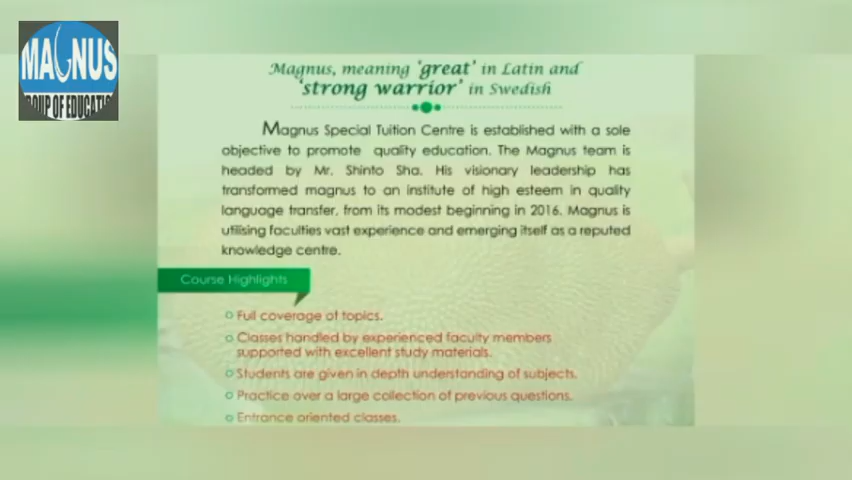 MAGNUS
GROUP OF EDUCATION
Magnus, meaning 'great' in Latin and
'strong warrior' in Swedish
Magnus Special Tuition Centre is established with a sole
objective to promote quality education. The Magnus team is
headed by Mr. Shinto Sha. His visionary leadership has
transformed magnus to an institute of high esteem in quality
language transfer, from its modest beginning in 2016. Magnus is
utilising faculties vast experience and emerging itself as a reputed
knowledge centre.
Course Highlights
Full coverage of topics.
Classes handled by experienced faculty members
supported with excellent study materials.
Students are given in depth understanding of subjects.
Practice over a large collection of previous questions.
Entrance oriented classes.